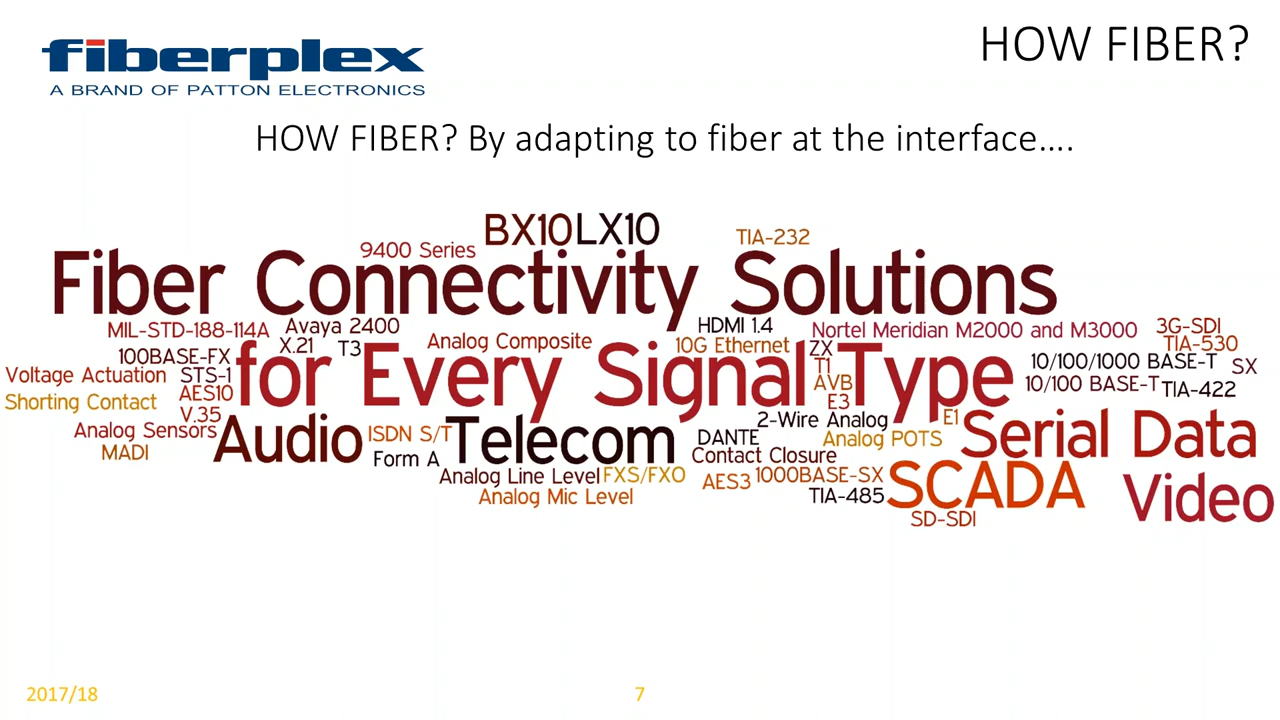 fiberplex
A BRAND OF PATTON ELECTRONICS
HOW FIBER?
HOW FIBER? By adapting to fiber at the interface....
BX10 LX10
TIA-232
9400 Series
Fiber Connectivity Solutions
MIL-STD-188-114A
Avaya 2400
HDMI 1.4
Nortel Meridian M2000 and M3000
3G-SDI
X.21
T3
Analog Composite
10G Ethernet
ZX
TIA-530
100BASE-FX
for Every Signal Type
T1
10/100/1000 BASE-T
SX
Voltage Actuation
STS-1
AVB
10/100 BASE-T
TIA-422
Shorting Contact
AES10
E3
V.35
2-Wire Analog
E1
Analog Sensors
Audio
ISDN S/T
Telecom
DANTE
Analog POTS
Serial Data
MADI
Form A
Contact Closure
Analog Line Level
FXS/FXO
AES3
1000BASE-SX
SCADA
Video
Analog Mic Level
TIA-485
SD-SDI
2017/18
7